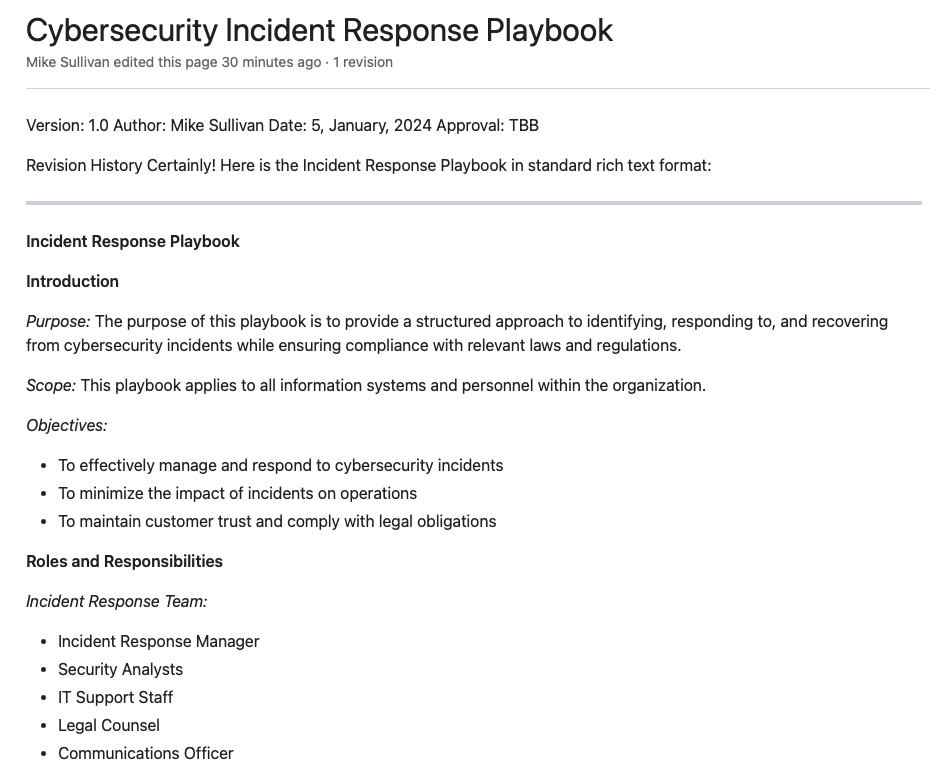 Cybersecurity Incident Response Playbook
Mike Sullivan edited this page 30 minutes ago · 1 revision
Version: 1.0 Author: Mike Sullivan Date: 5, January, 2024 Approval: TBB
Revision History Certainly! Here is the Incident Response Playbook in standard rich text format:
Incident Response Playbook
Introduction
Purpose: The purpose of this playbook is to provide a structured approach to identifying, responding to, and recovering
from cybersecurity incidents while ensuring compliance with relevant laws and regulations.
Scope: This playbook applies to all information systems and personnel within the organization.
Objectives:
• To effectively manage and respond to cybersecurity incidents
• To minimize the impact of incidents on operations
• To maintain customer trust and comply with legal obligations
Roles and Responsibilities
Incident Response Team:
• Incident Response Manager
• Security Analysts
• IT Support Staff
• Legal Counsel
• Communications Officer